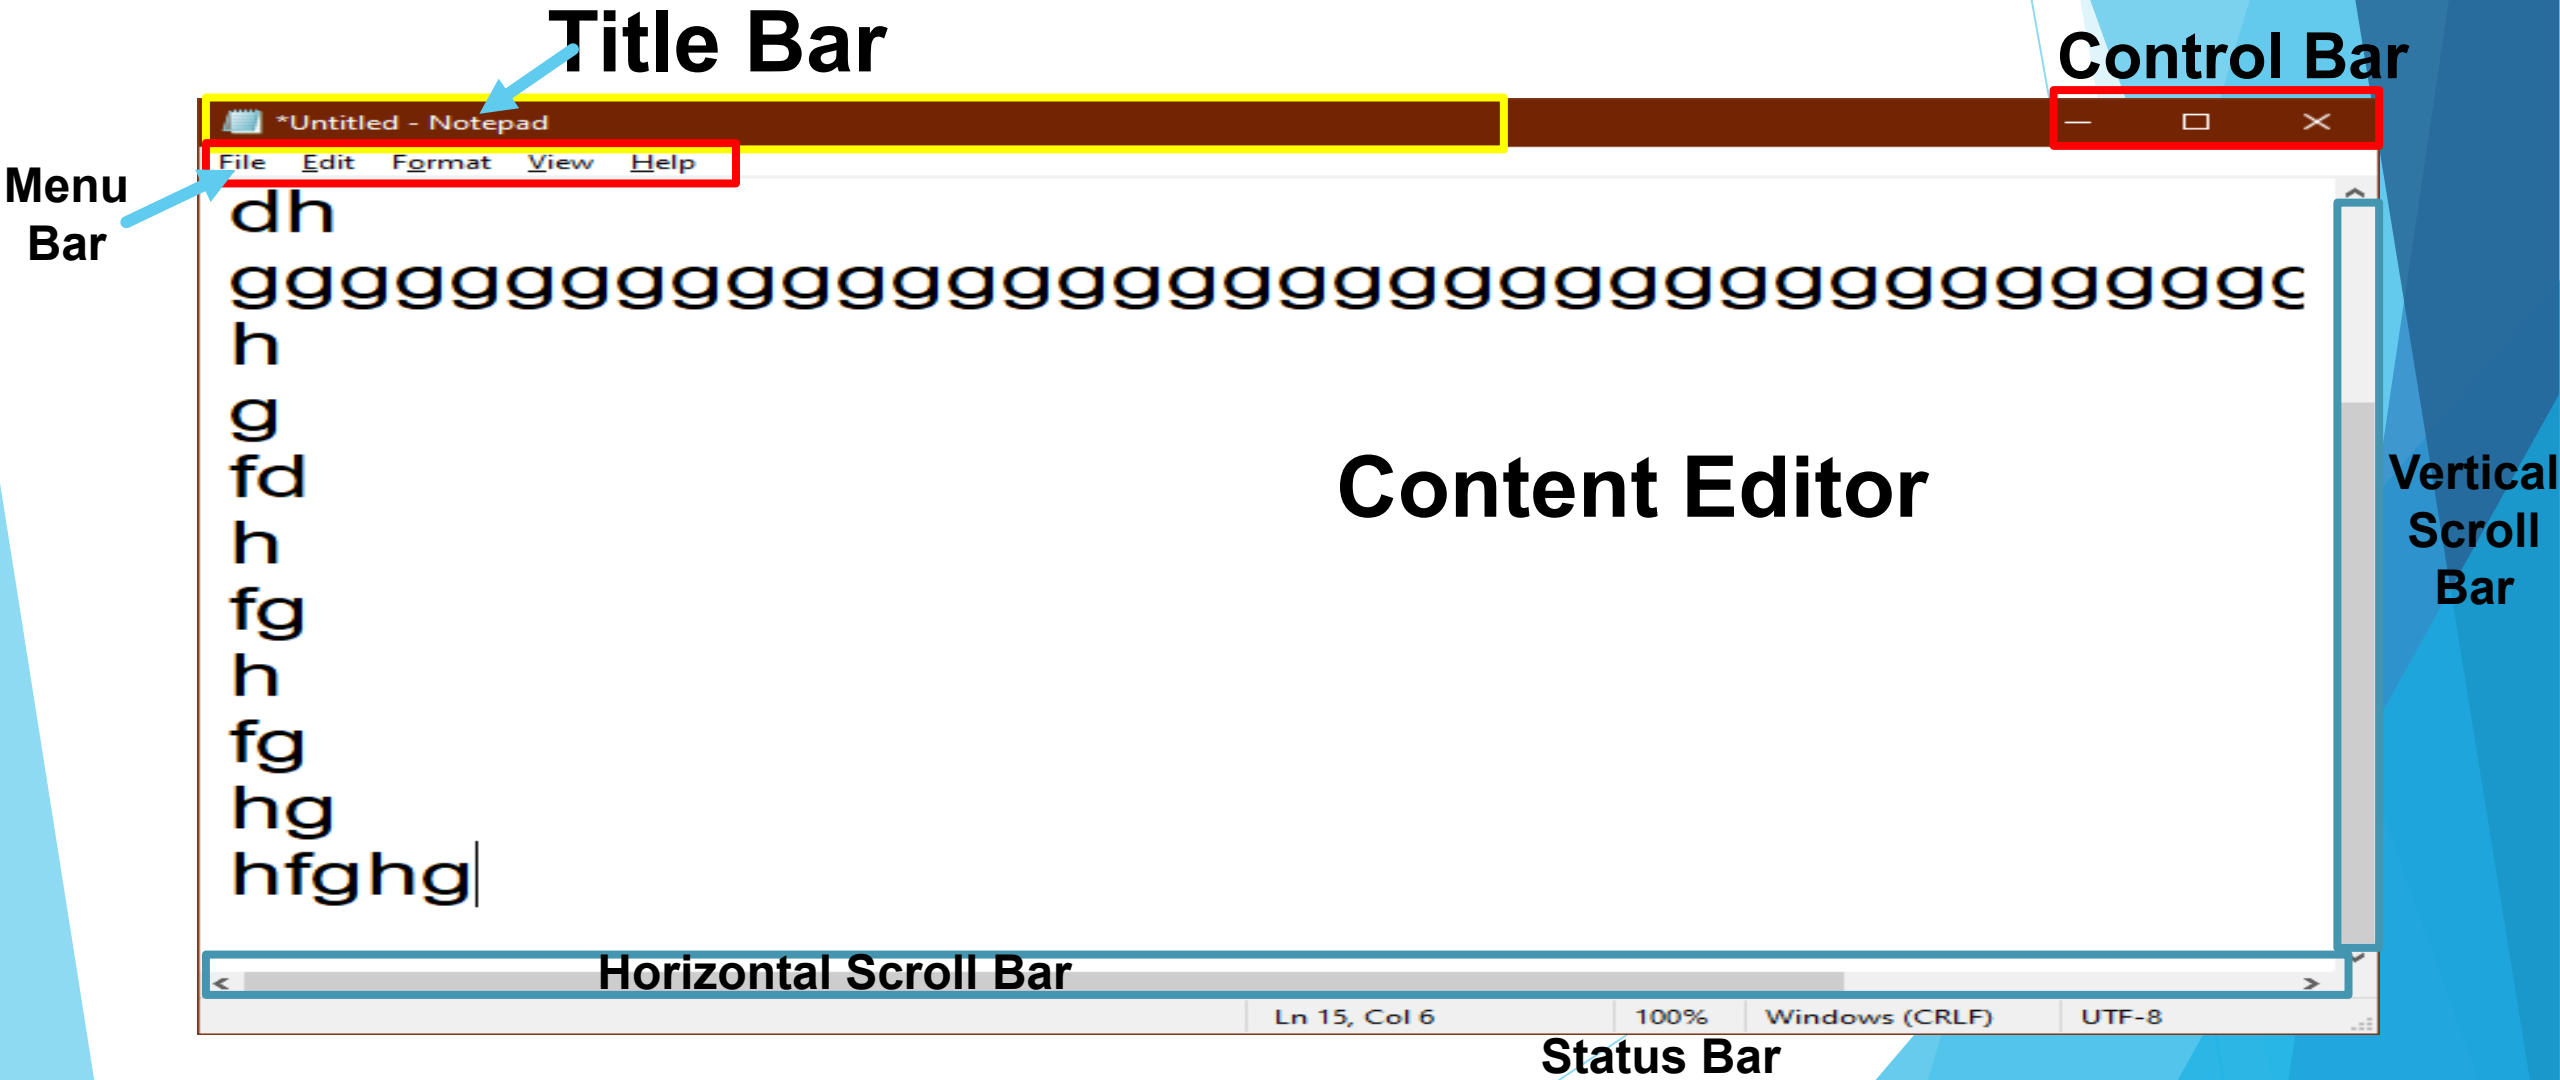 Title Bar
Control Bar
*Untitled - Notepad
File Edit Format View Help
Menu
Bar
dh
ggggggggggggggggggggggggggggggggggggg
h
g
fd
h
fg
h
fg
hg
hfghg
Content Editor
Vertical
Scroll
Bar
Horizontal Scroll Bar
Ln 15, Col 6 100% Windows (CRLF) UTF-8
Status Bar